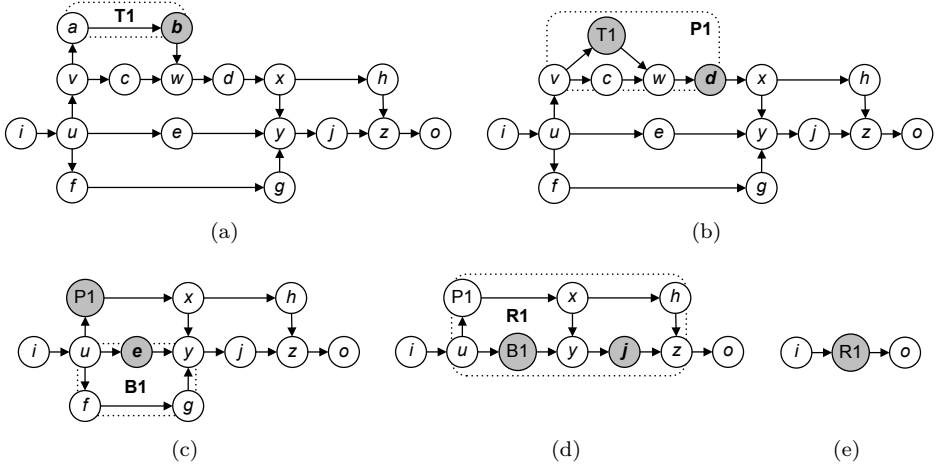 T1
a b
v c w d x h
i u e y j z o
f g
(a)
P1
T1
v c w d x h
i u e y j z o
f g
(b)
P1 x h
i u e y j z o
B1
f g
(c)
P1 x h
R1
i u B1 y j z o
(d)
i R1 o
(e)